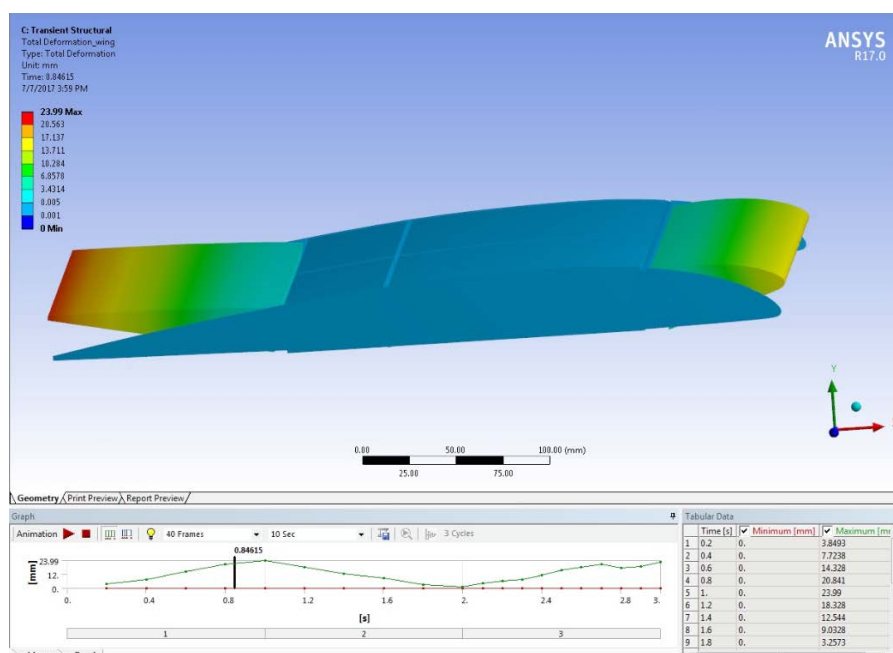 C: Transient Structural
Total Deformation_wing
Type: Total Deformation
Unit: mm
Time: 0.84615
7/7/2017 3:59 PM
ANSYS
R17.0
23.99 Max
20.563
17.137
13.711
10.284
6.8578
3.4314
0.005
0.001
0 Min
Y
0.00 50.00 100.00 (mm)
25.00 75.00
Geometry Print Preview Report Preview
Graph
Animation 40 Frames 10 Sec 3 Cycles
0.84615
23.99
12.
0.
[mm]
0. 0.4 0.8 1.2 1.6 2. 2.4 2.8 3.
[s]
1 2 3
Tabular Data
Time [s] Minimum [mm] Maximum [m
1 0.2 0. 3.8493
2 0.4 0. 7.7238
3 0.6 0. 14.328
4 0.8 0. 20.841
5 1. 0. 23.99
6 1.2 0. 18.328
7 1.4 0. 12.544
8 1.6 0. 9.0328
9 1.8 0. 3.2573